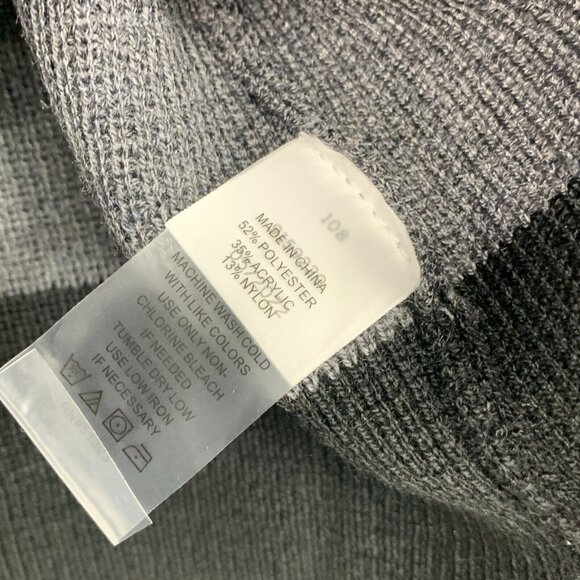 108
MADE IN CHINA
52% POLYESTER
35% ACRYLIC
13% NYLON
MACHINE WASH COLD
WITH LIKE COLORS
USE ONLY NON-
CHLORINE BLEACH
IF NEEDED
TUMBLE DRY LOW
USE LOW IRON
IF NECESSARY